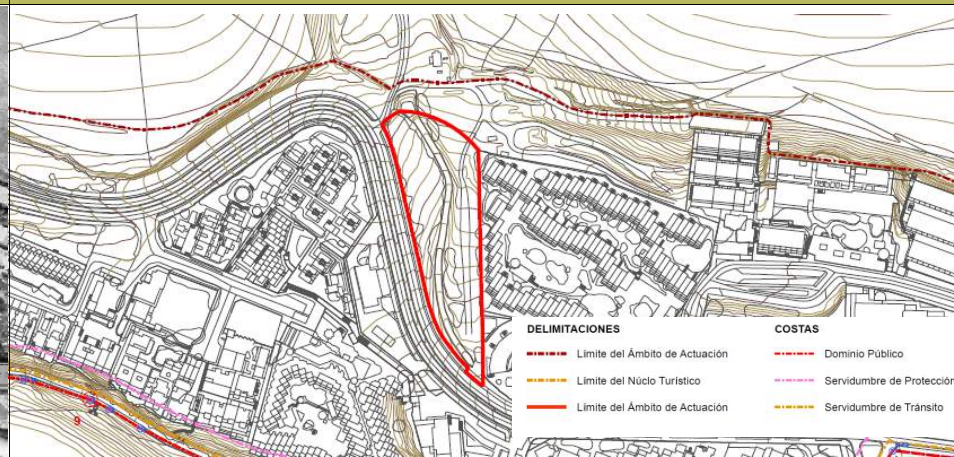 DELIMITACIONES
Límite del Ámbito de Actuación
Límite del Núclo Turístico
Límite del Ámbito de Actuación
COSTAS
Dominio Público
Servidumbre de Protección
Servidumbre de Tránsito
9